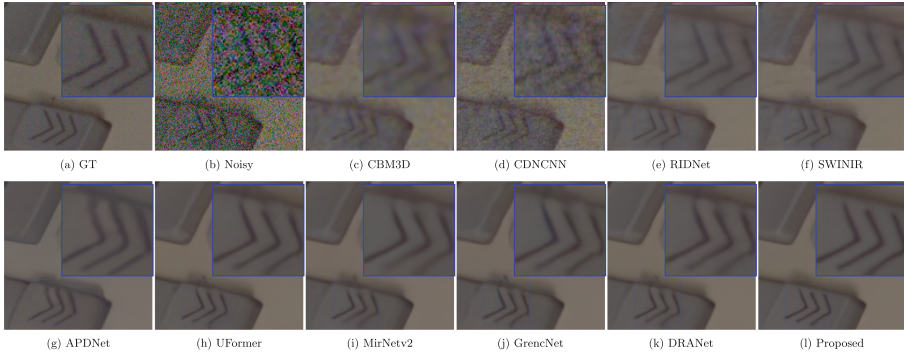 (a) GT
(b) Noisy
(c) CBM3D
(d) CDNCNN
(e) RIDNet
(f) SWINIR
(g) APDNet
(h) UFormer
(i) MirNetv2
(j) GrencNet
(k) DRANet
(l) Proposed